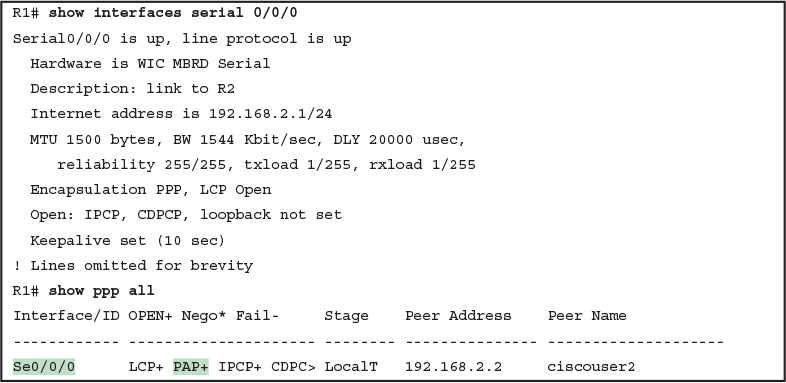 R1# show interfaces serial 0/0/0
Serial0/0/0 is up, line protocol is up
  Hardware is WIC MBRD Serial
  Description: link to R2
  Internet address is 192.168.2.1/24
  MTU 1500 bytes, BW 1544 Kbit/sec, DLY 20000 usec,
     reliability 255/255, txload 1/255, rxload 1/255
  Encapsulation PPP, LCP Open
  Open: IPCP, CDPCP, loopback not set
  Keepalive set (10 sec)
! Lines omitted for brevity
R1# show ppp all
Interface/ID OPEN+ Nego* Fail-     Stage    Peer Address    Peer Name
------------ --------------------- -------- --------------- --------------------
Se0/0/0      LCP+ PAP+ IPCP+ CDPC> LocalT   192.168.2.2     ciscouser2